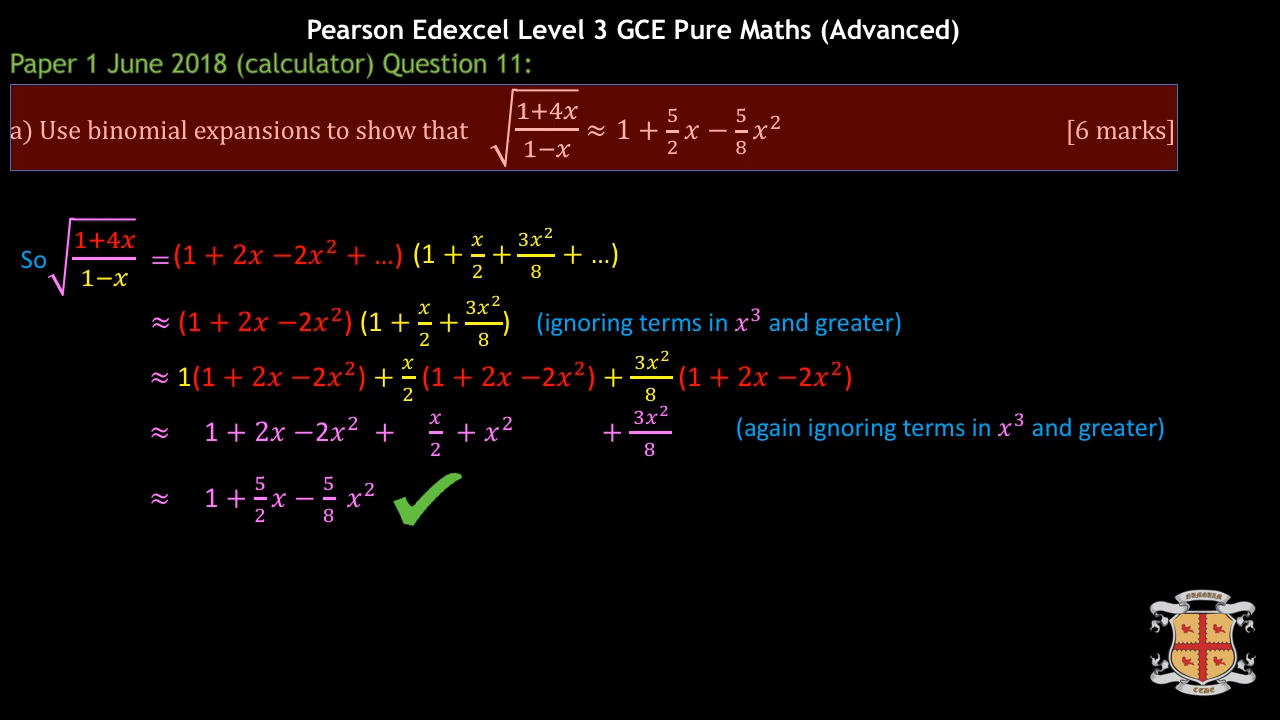 Pearson Edexcel Level 3 GCE Pure Maths (Advanced)
Paper 1 June 2018 (calculator) Question 11:
a) Use binomial expansions to show that √((1+4x)/(1−x)) ≈ 1 + 5/2 x − 5/8 x² [6 marks]
So √((1+4x)/(1−x)) = (1 + 2x −2x² + ...) (1 + x/2 + 3x²/8 + ...)
≈ (1 + 2x −2x²) (1 + x/2 + 3x²/8) (ignoring terms in x³ and greater)
≈ 1(1 + 2x −2x²) + x/2 (1 + 2x −2x²) + 3x²/8 (1 + 2x −2x²)
≈ 1 + 2x −2x² + x/2 + x² + 3x²/8 (again ignoring terms in x³ and greater)
≈ 1 + 5/2 x − 5/8 x²
NUMQUAM
CEDE